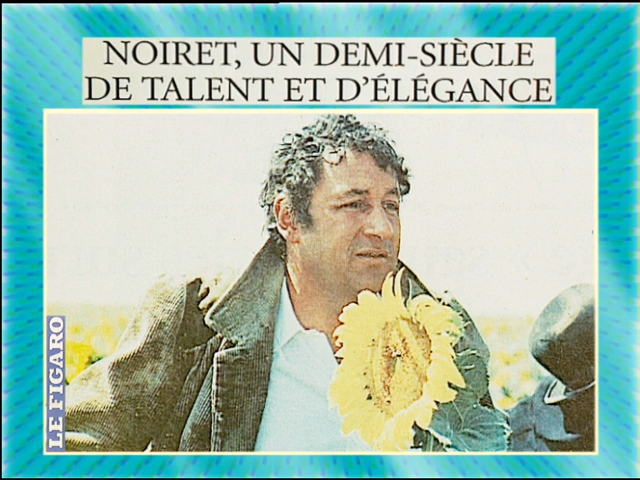 NOIRET, UN DEMI-SIÈCLE
DE TALENT ET D'ÉLÉGANCE
LE FIGARO